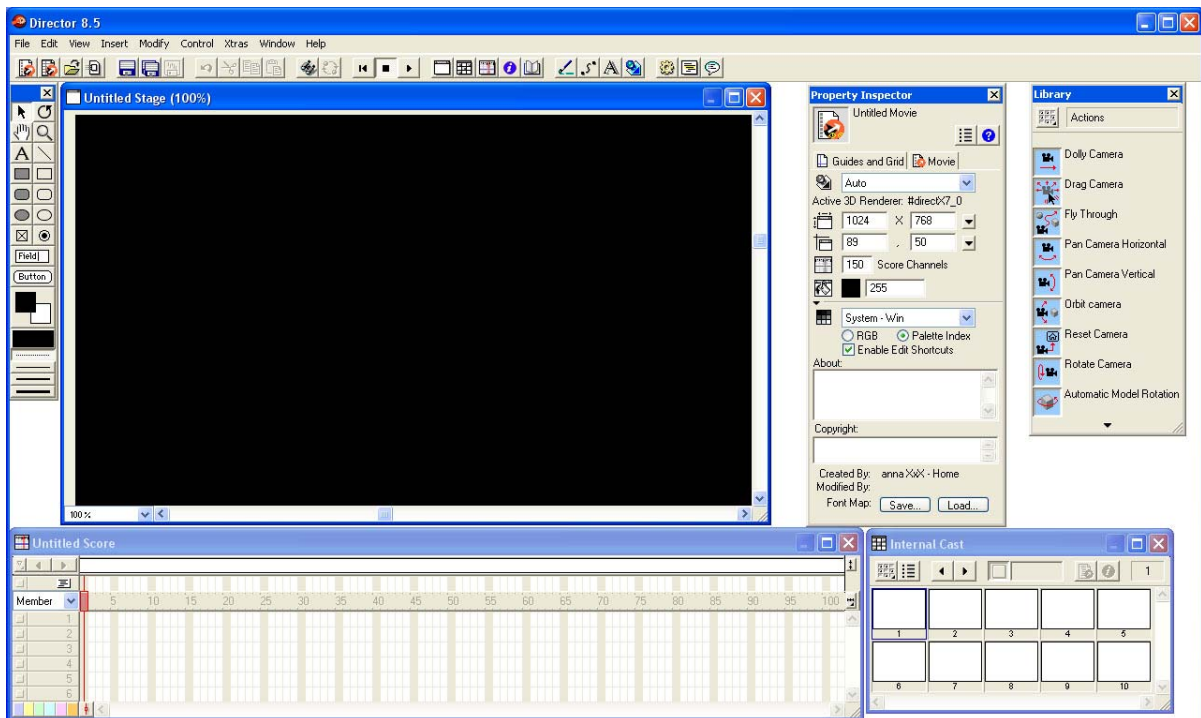 Director 8.5
File Edit View Insert Modify Control Xtras Window Help
Untitled Stage (100%)
A
Field
Button
100%
Property Inspector
Untitled Movie
Guides and Grid Movie
Auto
Active 3D Renderer: #directX7_0
1024 X 768
89 , 50
150 Score Channels
255
System - Win
RGB Palette Index
Enable Edit Shortcuts
About:
Copyright:
Created By: anna XxX - Home
Modified By:
Font Map: Save... Load...
Library
Actions
Dolly Camera
Drag Camera
Fly Through
Pan Camera Horizontal
Pan Camera Vertical
Orbit camera
Reset Camera
Rotate Camera
Automatic Model Rotation
Untitled Score
Member 5 10 15 20 25 30 35 40 45 50 55 60 65 70 75 80 85 90 95 100
1
2
3
4
5
6
Internal Cast
1
1 2 3 4 5
6 7 8 9 10